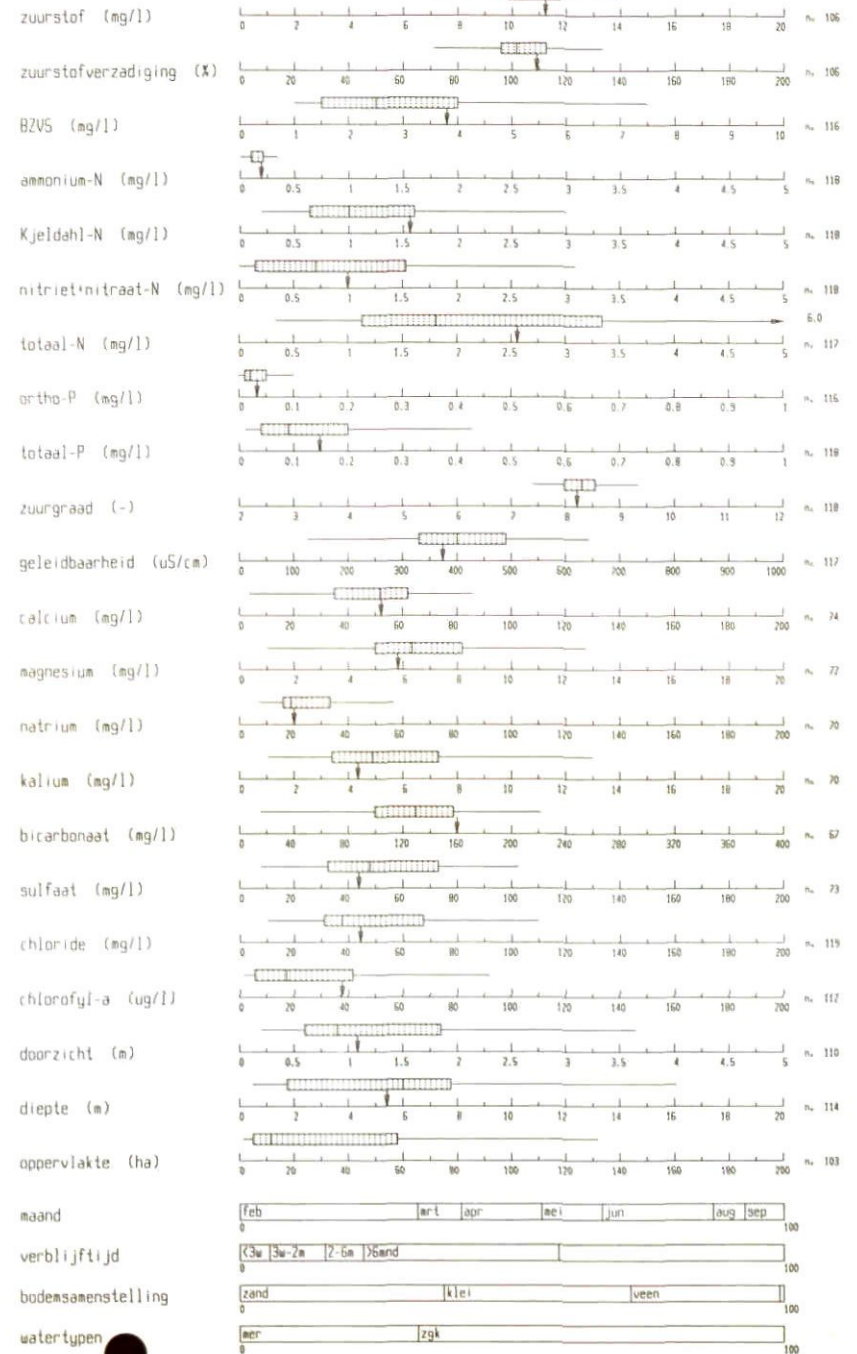 zuurstof (mg/l) 0 2 4 6 8 10 12 14 16 18 20 n. 106
zuurstofverzadiging (%) 0 20 40 60 80 100 120 140 160 180 200 n. 106
BZV5 (mg/l) 0 1 2 3 4 5 6 7 8 9 10 n. 116
ammonium-N (mg/l) 0 0.5 1 1.5 2 2.5 3 3.5 4 4.5 5 n. 118
Kjeldahl-N (mg/l) 0 0.5 1 1.5 2 2.5 3 3.5 4 4.5 5 n. 118
nitriet+nitraat-N (mg/l) 0 0.5 1 1.5 2 2.5 3 3.5 4 4.5 5 n. 118
6.0
totaal-N (mg/l) 0 0.5 1 1.5 2 2.5 3 3.5 4 4.5 5 n. 117
ortho-P (mg/l) 0 0.1 0.2 0.3 0.4 0.5 0.6 0.7 0.8 0.9 1 n. 115
totaal-P (mg/l) 0 0.1 0.2 0.3 0.4 0.5 0.6 0.7 0.8 0.9 1 n. 118
zuurgraad (-) 2 3 4 5 6 7 8 9 10 11 12 n. 118
geleidbaarheid (uS/cm) 0 100 200 300 400 500 600 700 800 900 1000 n. 117
calcium (mg/l) 0 20 40 60 80 100 120 140 160 180 200 n. 74
magnesium (mg/l) 0 2 4 6 8 10 12 14 16 18 20 n. 72
natrium (mg/l) 0 20 40 60 80 100 120 140 160 180 200 n. 70
kalium (mg/l) 0 2 4 6 8 10 12 14 16 18 20 n. 70
bicarbonaat (mg/l) 0 40 80 120 160 200 240 280 320 360 400 n. 67
sulfaat (mg/l) 0 20 40 60 80 100 120 140 160 180 200 n. 73
chloride (mg/l) 0 20 40 60 80 100 120 140 160 180 200 n. 119
chlorofyl-a (ug/l) 0 20 40 60 80 100 120 140 160 180 200 n. 117
doorzicht (m) 0 0.5 1 1.5 2 2.5 3 3.5 4 4.5 5 n. 110
diepte (m) 0 2 4 6 8 10 12 14 16 18 20 n. 114
oppervlakte (ha) 0 20 40 60 80 100 120 140 160 180 200 n. 103
maand feb mrt apr mei jun aug sep
0 100
verblijftijd <3w 3w-2m 2-6m >6mnd
0 100
bodemsamenstelling zand klei veen
0 100
watertypen mer zgk
0 100